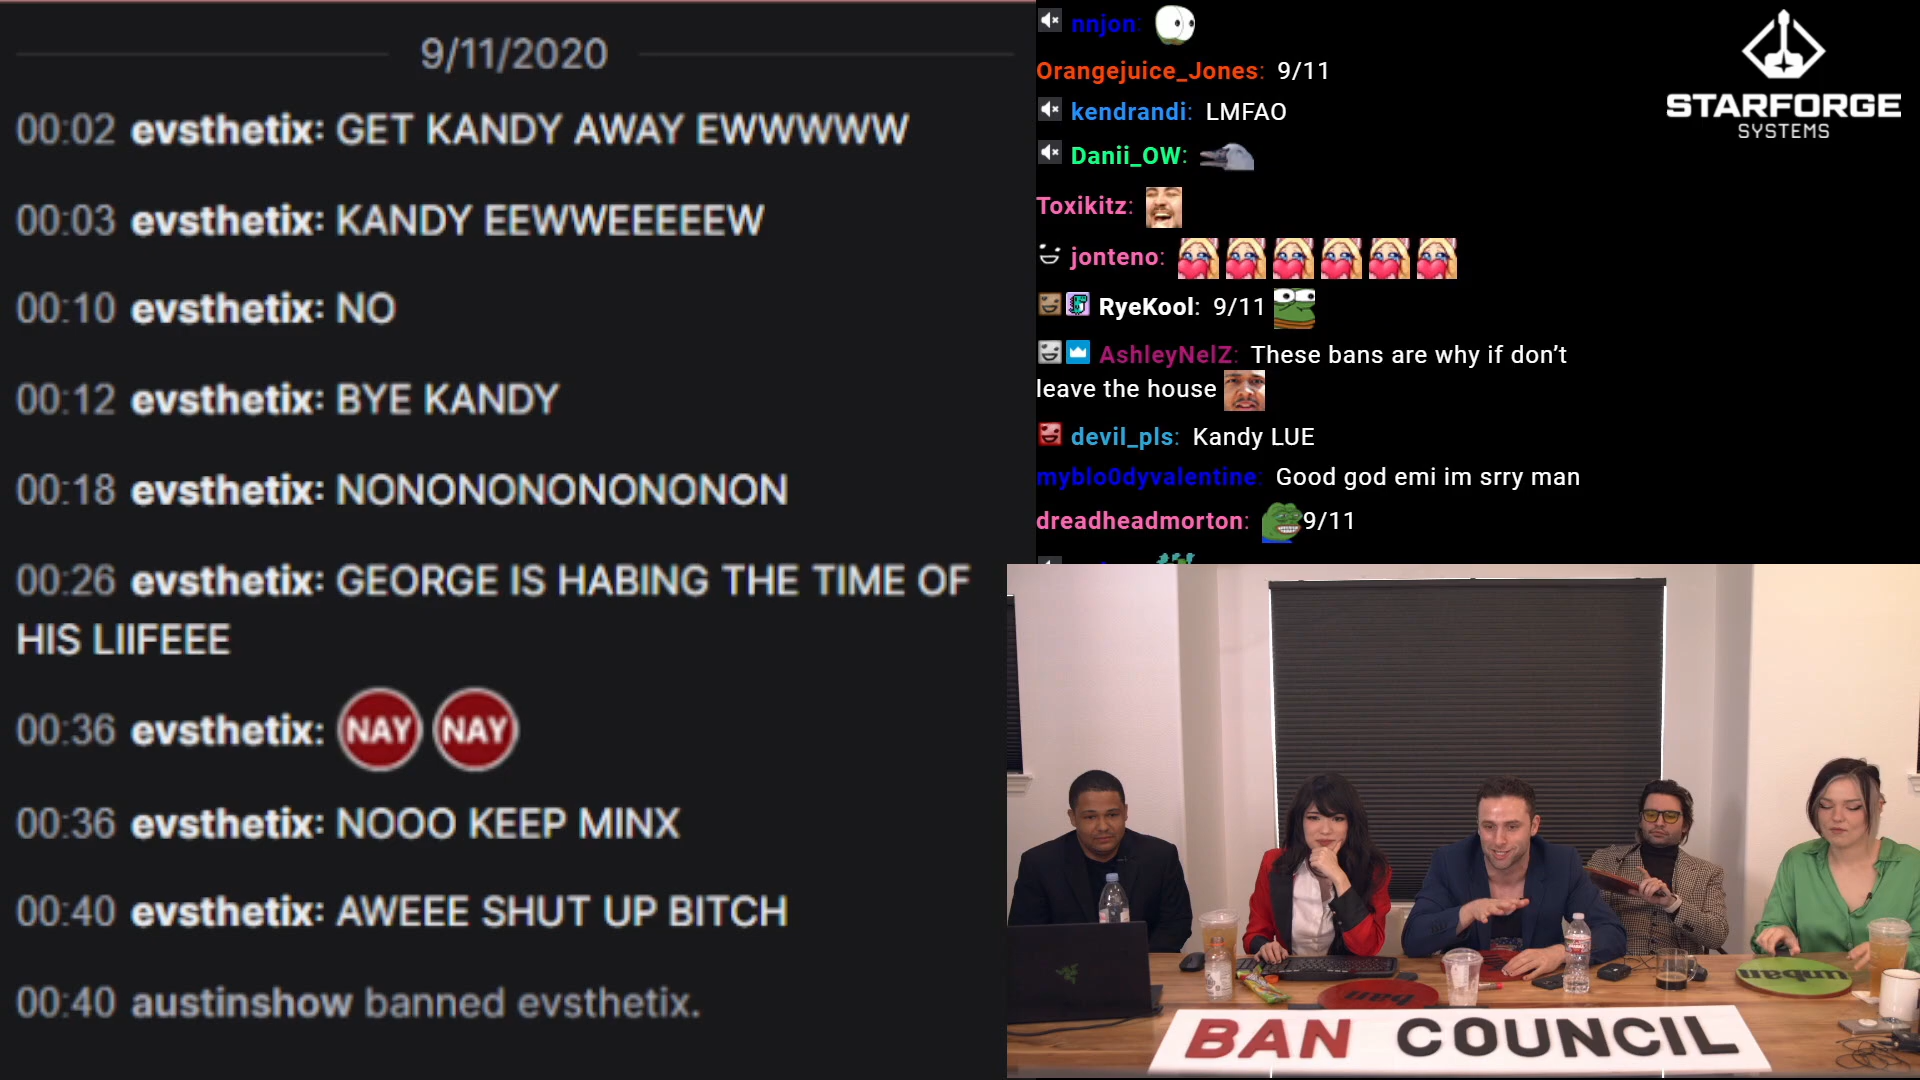 9/11/2020
00:02 evsthetix: GET KANDY AWAY EWWWWW
00:03 evsthetix: KANDY EEWWEEEEEW
00:10 evsthetix: NO
00:12 evsthetix: BYE KANDY
00:18 evsthetix: NONONONONONONON
00:26 evsthetix: GEORGE IS HABING THE TIME OF
HIS LIIFEEE
00:36 evsthetix: NAY NAY
00:36 evsthetix: NOOO KEEP MINX
00:40 evsthetix: AWEEE SHUT UP BITCH
00:40 austinshow banned evsthetix.
nnjon:
Orangejuice_Jones: 9/11
kendrandi: LMFAO
Danii_OW:
Toxikitz:
jonteno:
RyeKool: 9/11
AshleyNelZ: These bans are why if don’t
leave the house
devil_pls: Kandy LUE
myblo0dyvalentine: Good god emi im srry man
dreadheadmorton: 9/11
STARFORGE
SYSTEMS
ban
unban
BAN COUNCIL